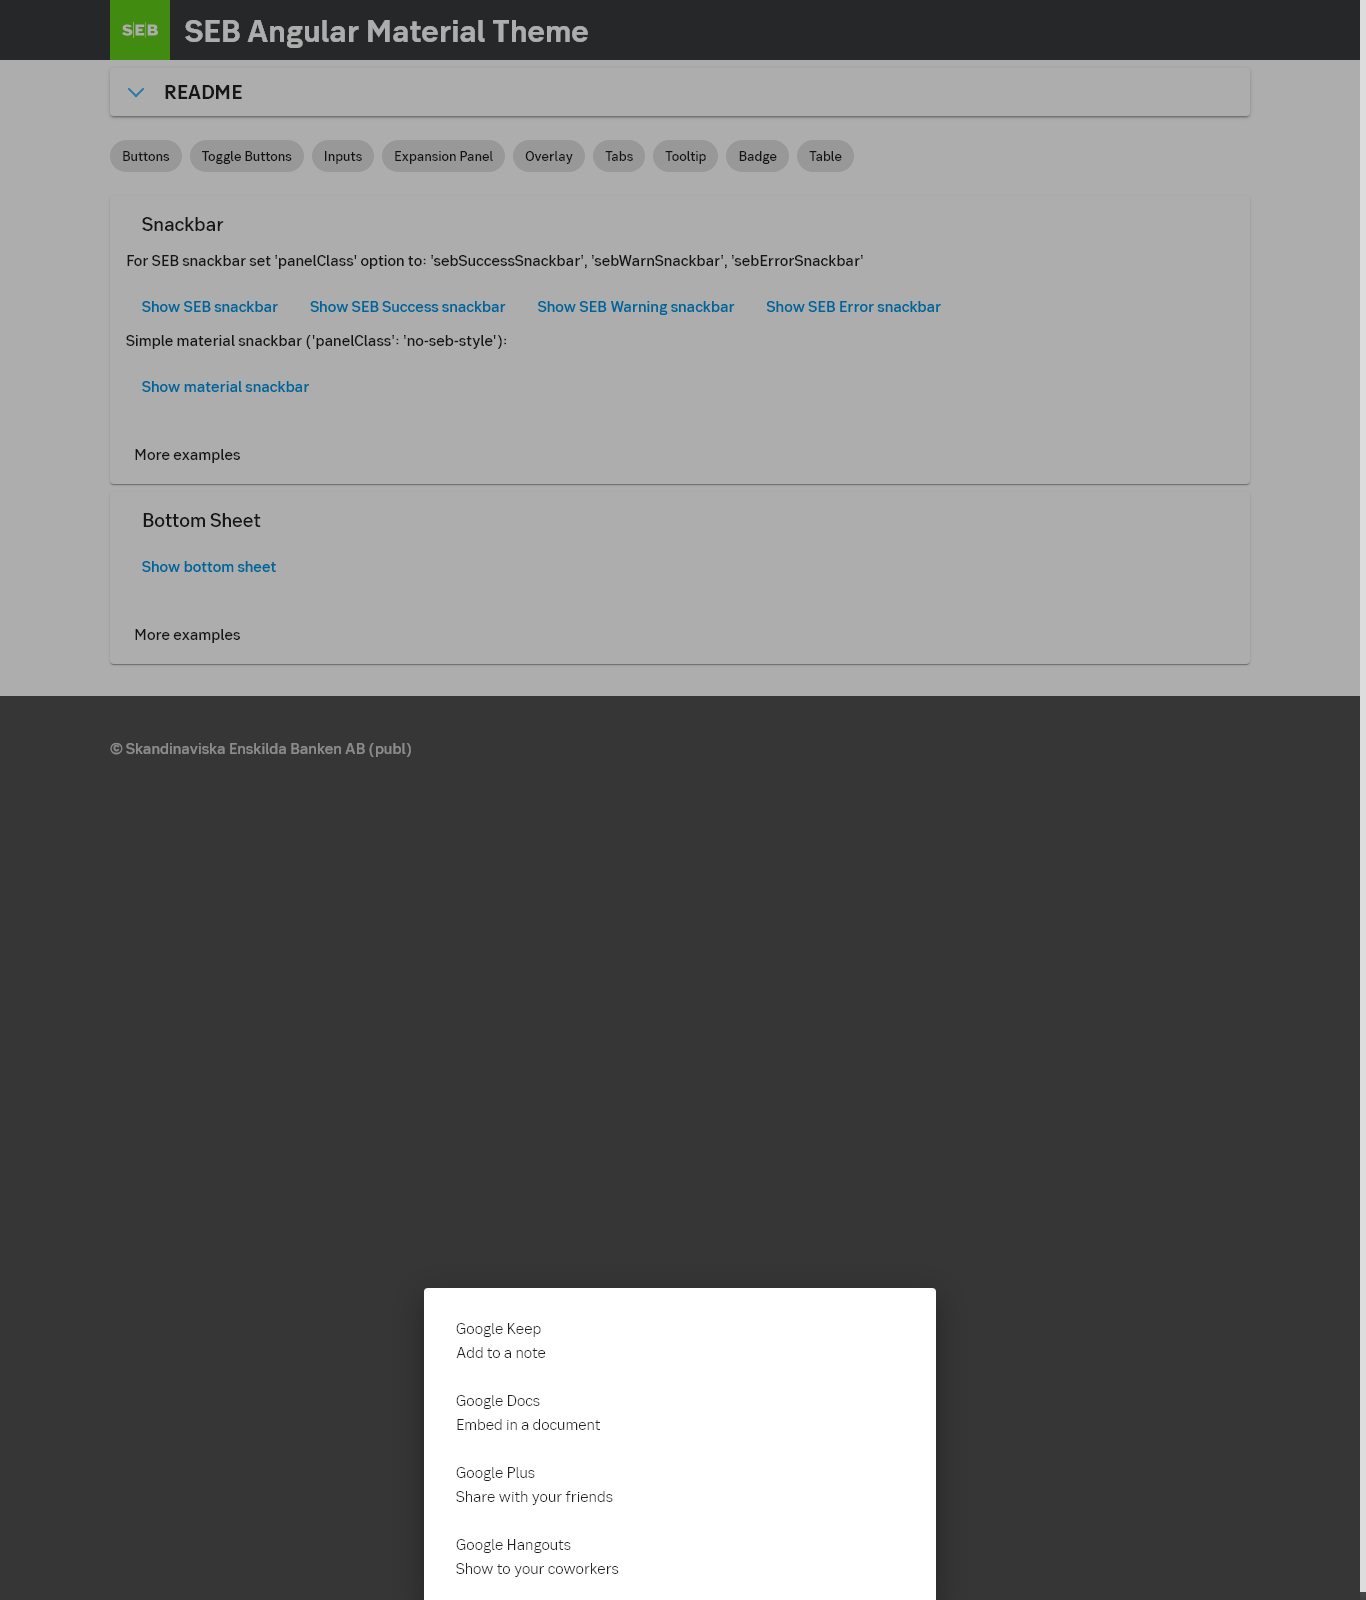 SEB SEB Angular Material Theme
README
Buttons Toggle Buttons Inputs Expansion Panel Overlay Tabs Tooltip Badge Table
Snackbar
For SEB snackbar set 'panelClass' option to: 'sebSuccessSnackbar', 'sebWarnSnackbar', 'sebErrorSnackbar'
Show SEB snackbar Show SEB Success snackbar Show SEB Warning snackbar Show SEB Error snackbar
Simple material snackbar ('panelClass': 'no-seb-style'):
Show material snackbar
More examples
Bottom Sheet
Show bottom sheet
More examples
© Skandinaviska Enskilda Banken AB (publ)
Google Keep
Add to a note
Google Docs
Embed in a document
Google Plus
Share with your friends
Google Hangouts
Show to your coworkers